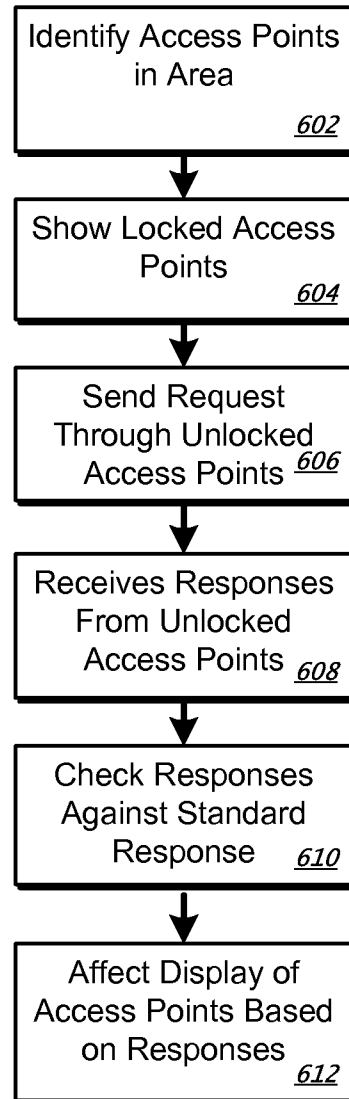 Identify Access Points
in Area
602
Show Locked Access
Points
604
Send Request
Through Unlocked
Access Points 606
Receives Responses
From Unlocked
Access Points 608
Check Responses
Against Standard
Response 610
Affect Display of
Access Points Based
on Responses
612